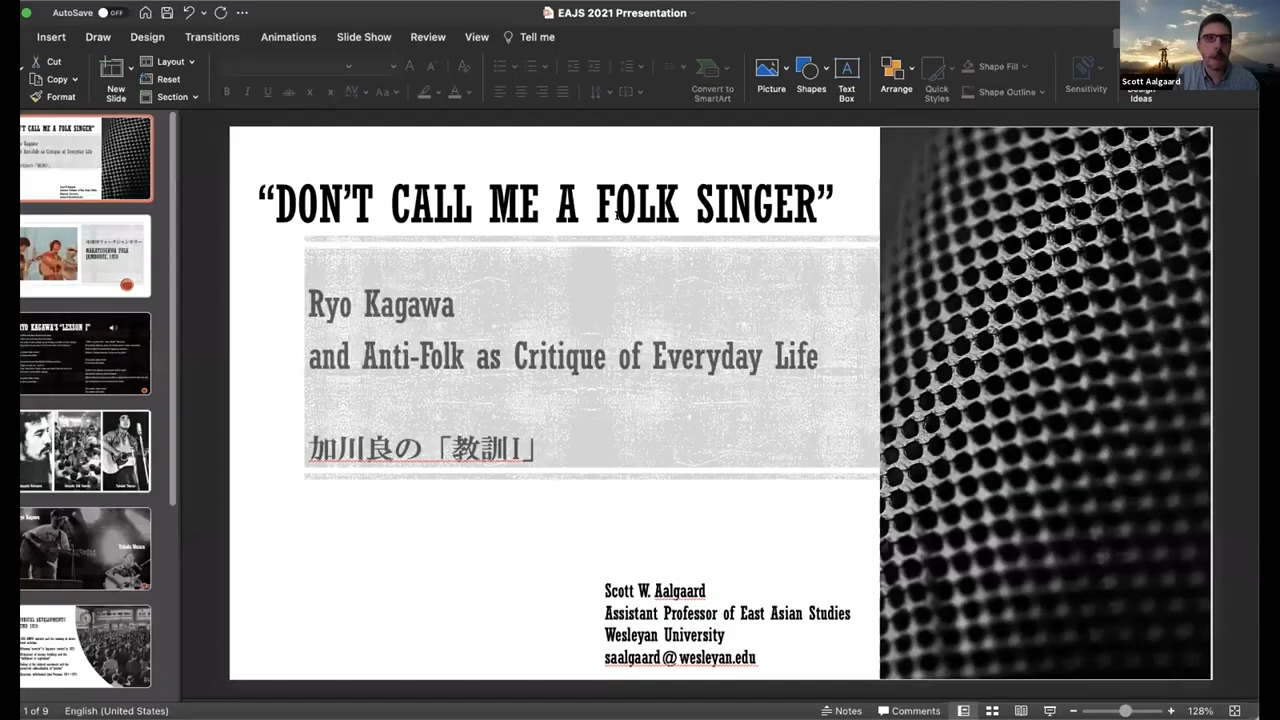 AutoSave OFF
EAJS 2021 Prresentation
Insert Draw Design Transitions Animations Slide Show Review View Tell me
Cut
Copy
Format
New Slide
Layout
Reset
Section
Convert to SmartArt
Picture
Shapes
Text Box
Arrange
Quick Styles
Shape Fill
Shape Outline
Sensitivity
Design Ideas
Scott Aalgaard
“DON’T CALL ME A FOLK SINGER”
Ryo Kagawa
and Anti-Folk as Critique of Everyday Life
加川良の「教訓I」
Scott W. Aalgaard
Assistant Professor of East Asian Studies
Wesleyan University
saalgaard@wesleyan.edu
1 of 9 English (United States)
Notes Comments 128%